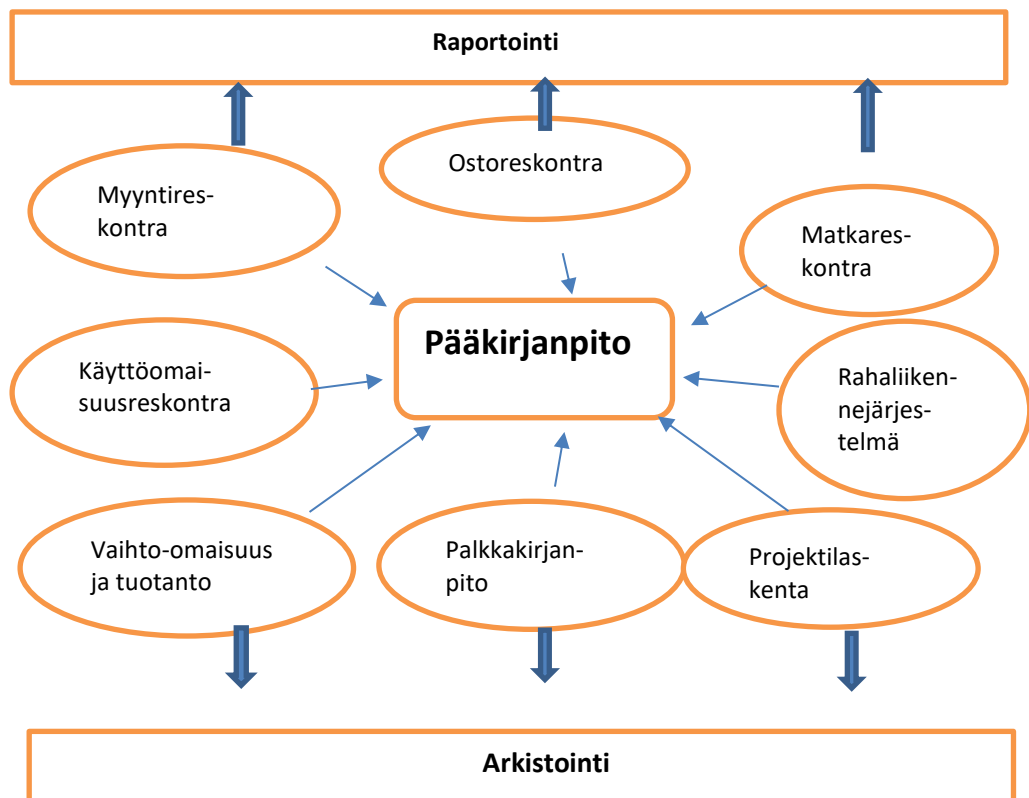 Raportointi
Ostoreskontra
Myyntires-
kontra
Matkares-
kontra
Pääkirjanpito
Käyttöomai-
suusreskontra
Rahaliiken-
nejärjes-
telmä
Vaihto-omaisuus
ja tuotanto
Palkkakirjan-
pito
Projektilas-
kenta
Arkistointi